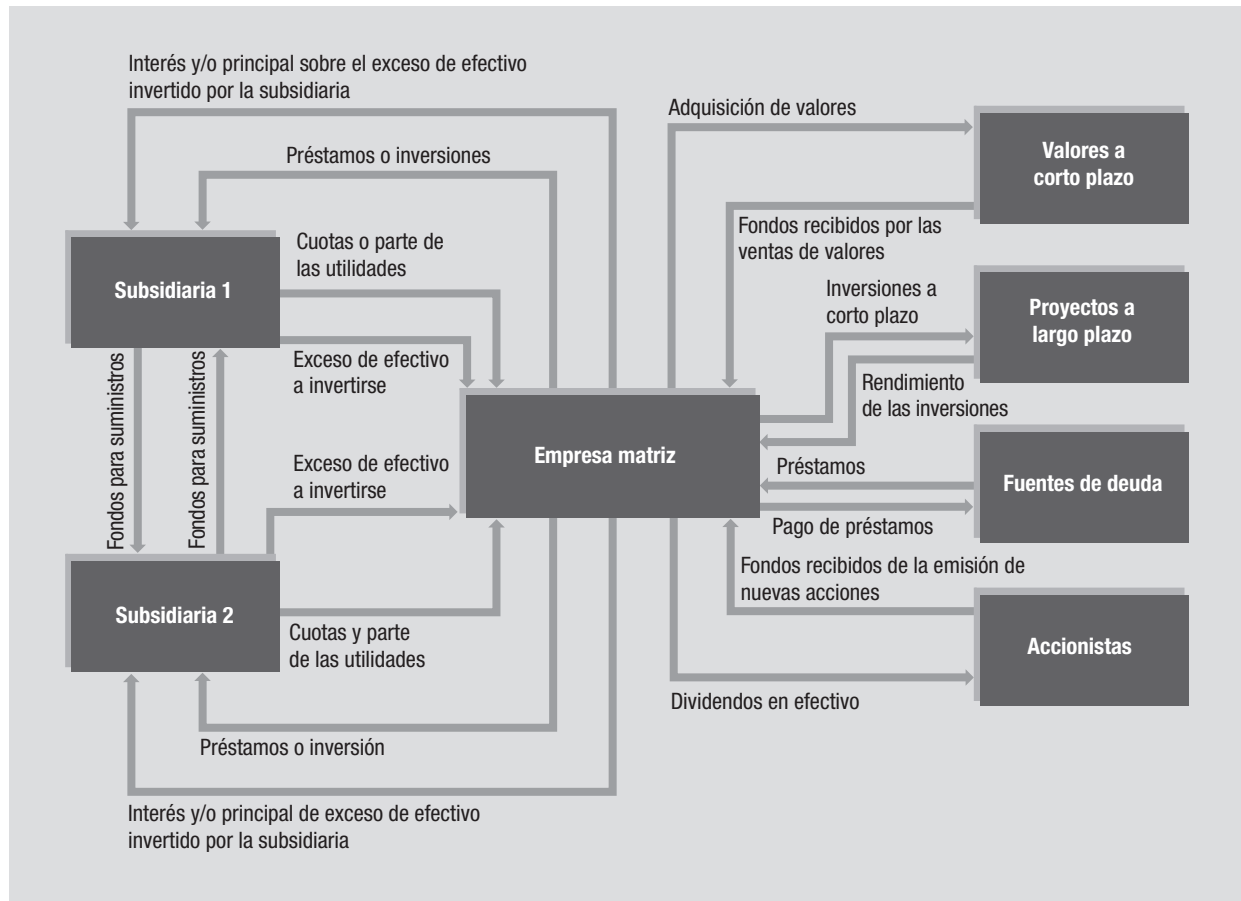 Interés y/o principal sobre el exceso de efectivo
invertido por la subsidiaria
Préstamos o inversiones
Subsidiaria 1
Cuotas o parte de
las utilidades
Exceso de efectivo
a invertirse
Fondos para suministros
Fondos para suministros
Exceso de efectivo
a invertirse
Subsidiaria 2
Cuotas y parte
de las utilidades
Préstamos o inversión
Interés y/o principal de exceso de efectivo
invertido por la subsidiaria
Empresa matriz
Adquisición de valores
Valores a
corto plazo
Fondos recibidos por las
ventas de valores
Inversiones a
corto plazo
Proyectos a
largo plazo
Rendimiento
de las inversiones
Préstamos
Fuentes de deuda
Pago de préstamos
Fondos recibidos de la emisión de
nuevas acciones
Accionistas
Dividendos en efectivo